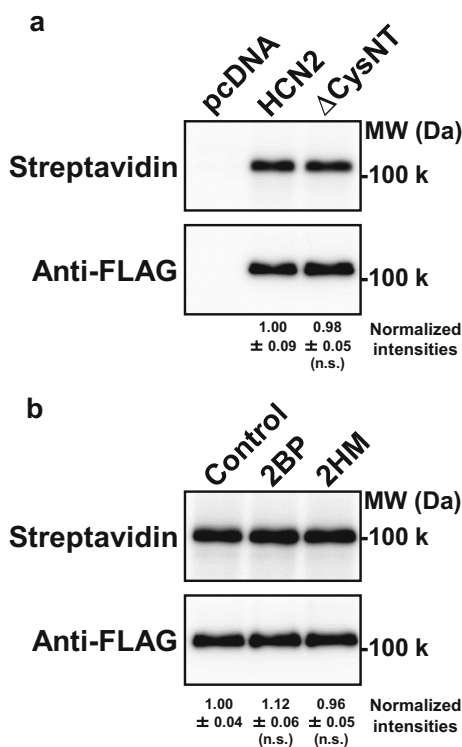 a
pcDNA HCN2 ΔCysNT
MW (Da)
Streptavidin -100 k
Anti-FLAG -100 k
1.00 0.98 Normalized
± 0.09 ± 0.05 intensities
(n.s.)
b
Control 2BP 2HM
MW (Da)
Streptavidin -100 k
Anti-FLAG -100 k
1.00 1.12 0.96 Normalized
± 0.04 ± 0.06 ± 0.05 intensities
(n.s.) (n.s.)